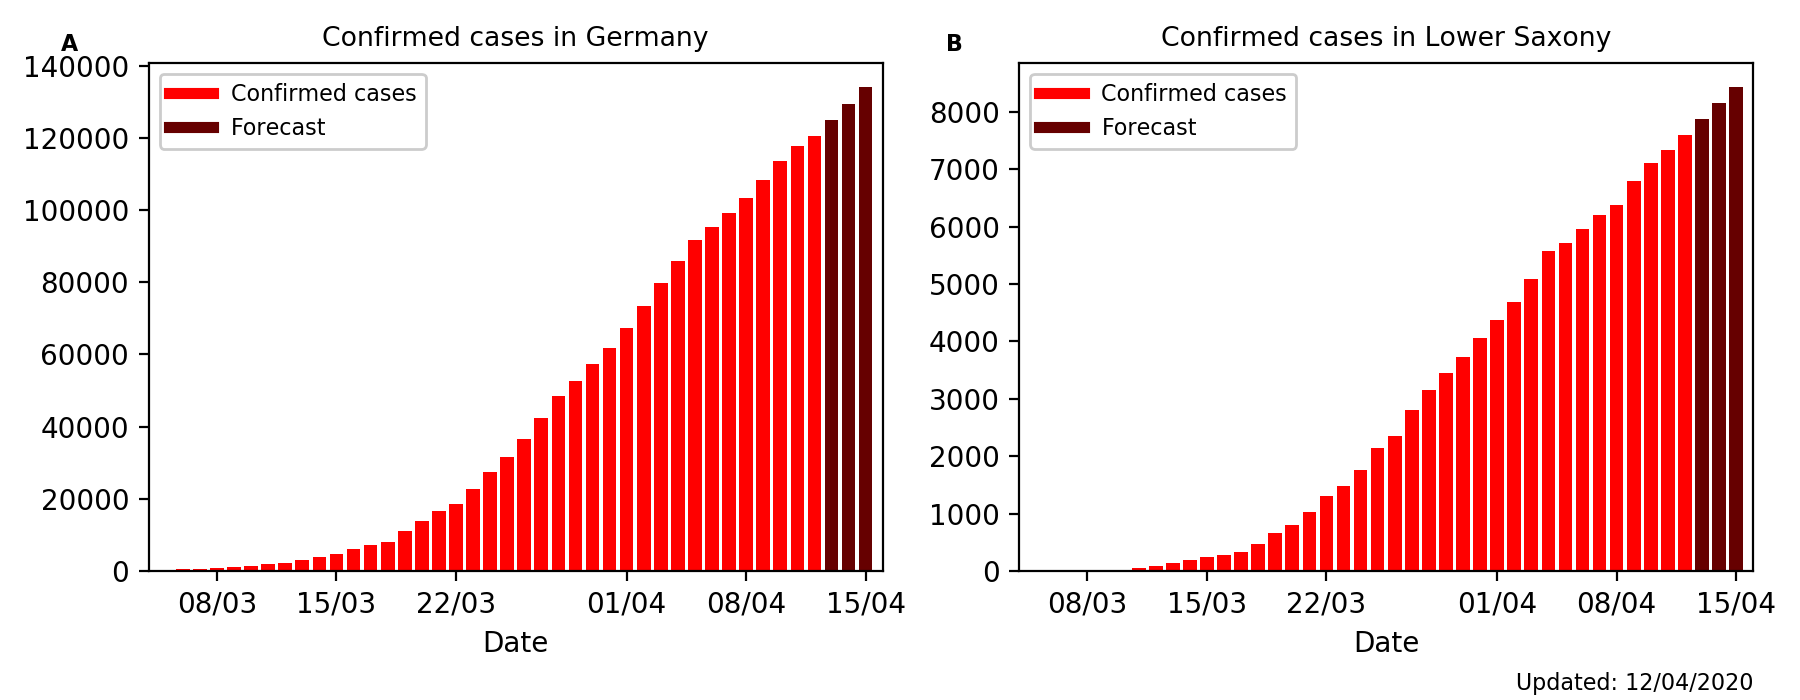 A
Confirmed cases in Germany
140000
120000
100000
80000
60000
40000
20000
0
Confirmed cases
Forecast
08/03 15/03 22/03 01/04 08/04 15/04
Date
B
Confirmed cases in Lower Saxony
8000
7000
6000
5000
4000
3000
2000
1000
0
Confirmed cases
Forecast
08/03 15/03 22/03 01/04 08/04 15/04
Date
Updated: 12/04/2020